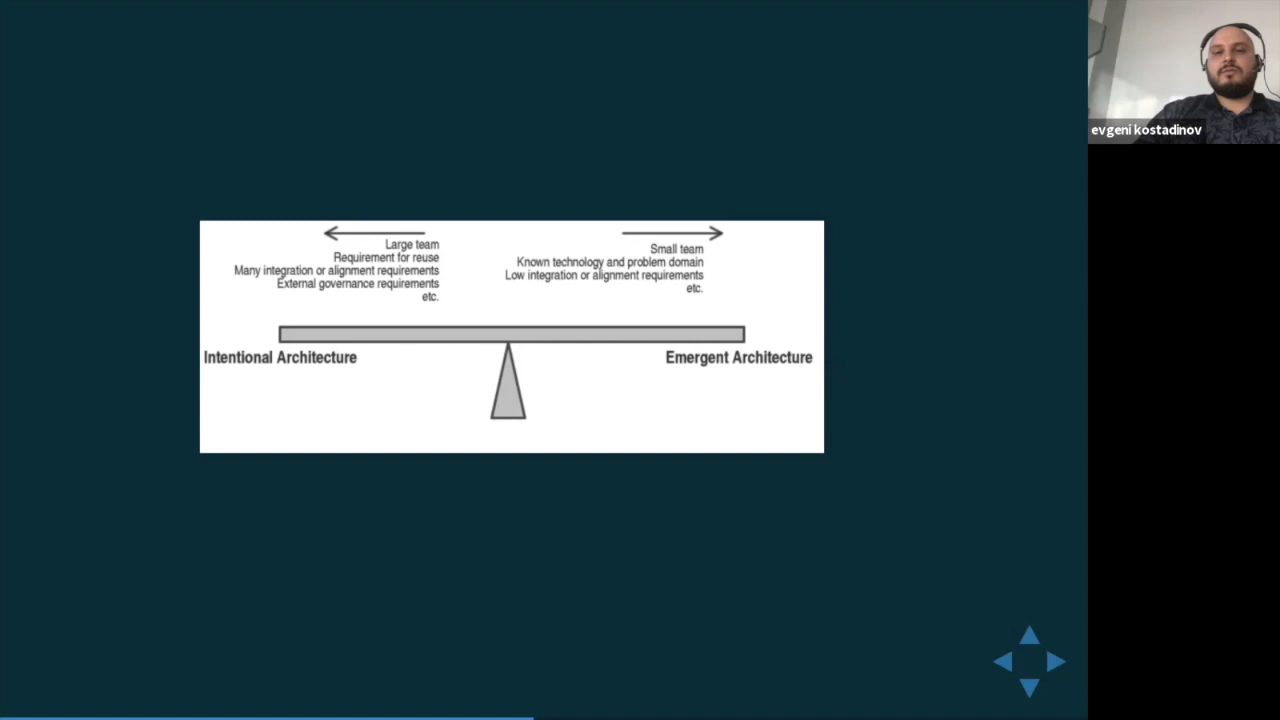 Large team
Requirement for reuse
Many integration or alignment requirements
External governance requirements
etc.
Small team
Known technology and problem domain
Low integration or alignment requirements
etc.
Intentional Architecture
Emergent Architecture
evgeni kostadinov